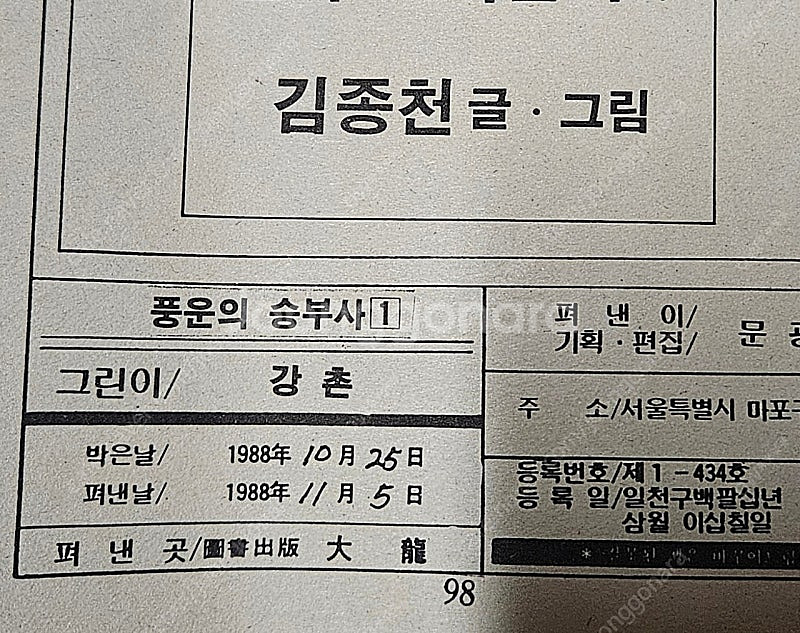 김종천 글 · 그림
풍운의 승부사 1
그린이/ 강 촌
박은날/ 1988年 10月 25日
펴낸날/ 1988年 11月 5日
펴 낸 곳/圖書出版 大 龍
펴 낸 이/
기획 · 편집/ 문 공
주 소/서울특별시 마포구
등록번호/제1-434호
등 록 일/일천구백팔십년
삼월 이십칠일
98